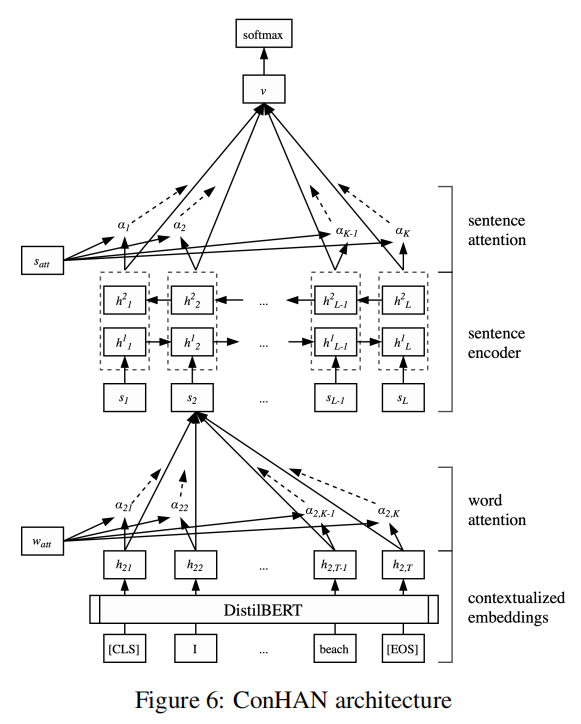 softmax
v
α1 α2 αK-1 αK
sentence
attention
satt
h²1 h²2 ... h²L-1 h²L
h¹1 h¹2 ... h¹L-1 h¹L
sentence
encoder
s1 s2 ... sL-1 sL
α21 α22 α2,K-1 α2,K
word
attention
watt
h21 h22 ... h2,T-1 h2,T
DistilBERT
contextualized
embeddings
[CLS] I ... beach [EOS]
Figure 6: ConHAN architecture